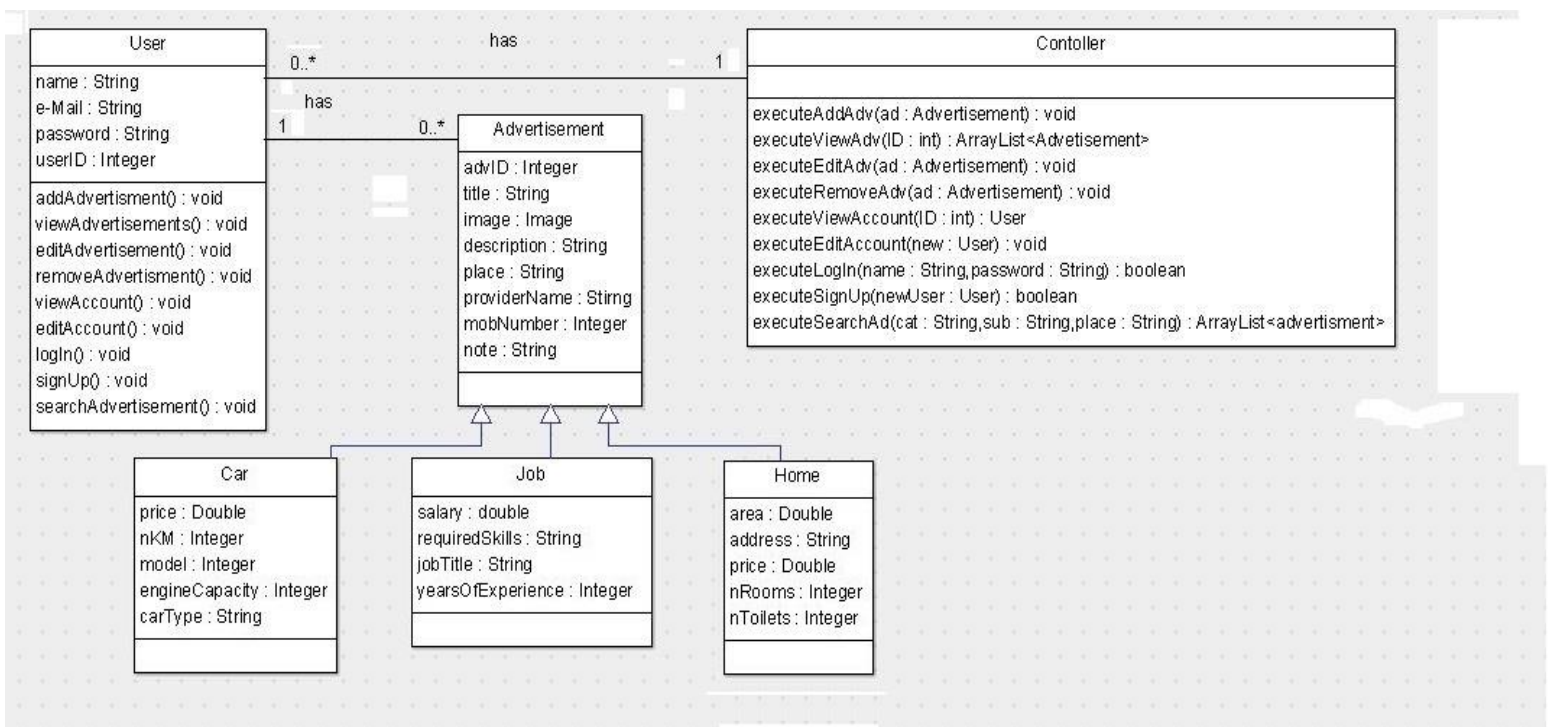 User
name : String
e-Mail : String
password : String
userID : Integer
addAdvertisment() : void
viewAdvertisements() : void
editAdvertisement() : void
removeAdvertisment() : void
viewAccount() : void
editAccount() : void
logIn() : void
signUp() : void
searchAdvertisement() : void
has
0..*
1
has
1
0..*
Contoller
executeAddAdv(ad : Advertisement) : void
executeViewAdv(ID : int) : ArrayList<Advetisement>
executeEditAdv(ad : Advertisement) : void
executeRemoveAdv(ad : Advertisement) : void
executeViewAccount(ID : int) : User
executeEditAccount(new : User) : void
executeLogIn(name : String,password : String) : boolean
executeSignUp(newUser : User) : boolean
executeSearchAd(cat : String,sub : String,place : String) : ArrayList<advertisment>
Advertisement
advID : Integer
title : String
image : Image
description : String
place : String
providerName : Stirng
mobNumber : Integer
note : String
Car
price : Double
nKM : Integer
model : Integer
engineCapacity : Integer
carType : String
Job
salary : double
requiredSkills : String
jobTitle : String
yearsOfExperience : Integer
Home
area : Double
address : String
price : Double
nRooms : Integer
nToilets : Integer